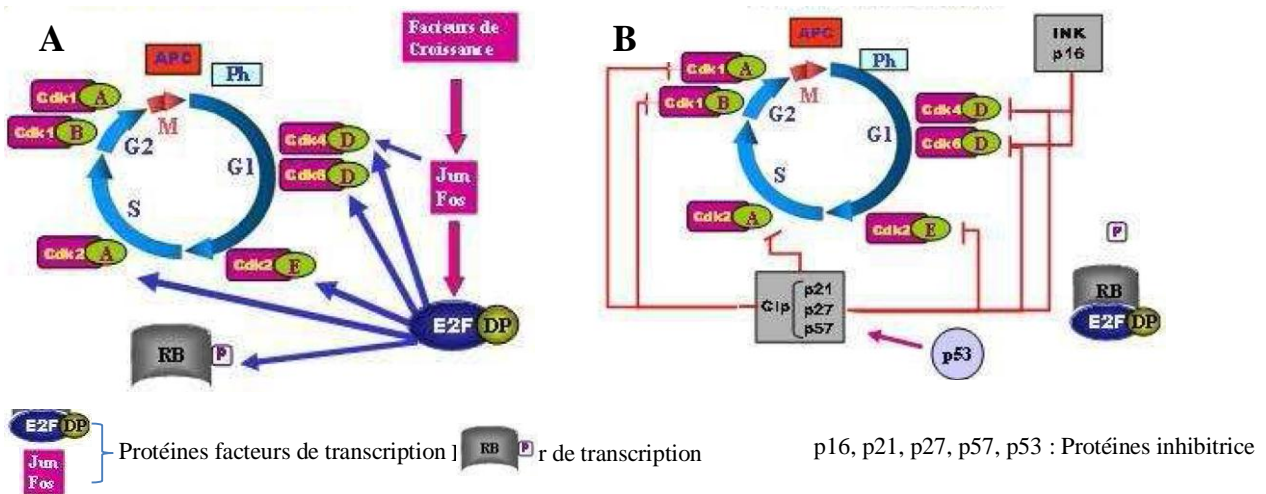 A
Facteurs de
Croissance
APC
Ph
Cdk1 A
Cdk1 B
M
G2
G1
S
Cdk4 D
Cdk6 D
Jun
Fos
Cdk2 A
Cdk2 E
E2F DP
RB P
B
INK
p16
APC
Ph
Cdk1 A
Cdk1 B
M
G2
G1
S
Cdk4 D
Cdk6 D
Cdk2 A
Cdk2 E
P
Cip
p21
p27
p57
p53
RB
E2F DP
E2F DP
Jun
Fos
Protéines facteurs de transcription
RB P
r de transcription
p16, p21, p27, p57, p53 : Protéines inhibitrice